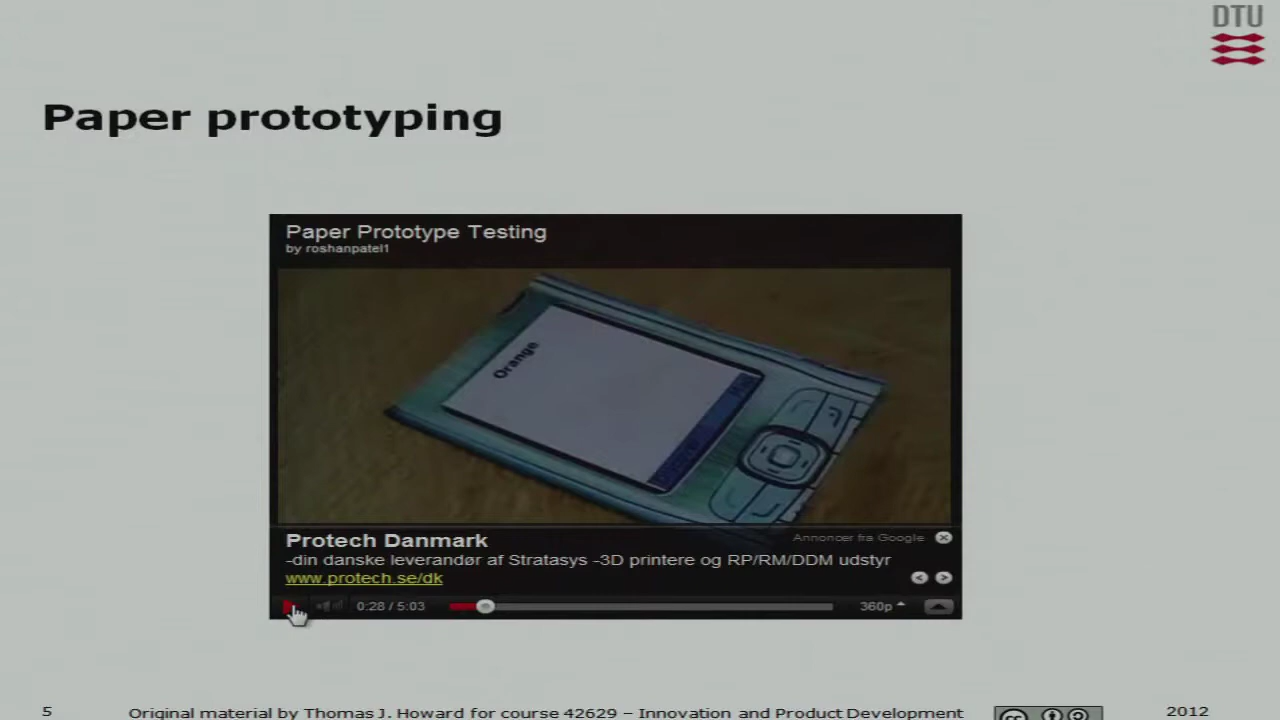 DTU
Paper prototyping
Paper Prototype Testing
by roshanpatel1
Orange
Protech Danmark
Annoncer fra Google
-din danske leverandør af Stratasys -3D printere og RP/RM/DDM udstyr
www.protech.se/dk
0:28 / 5:03
360p
5
Original material by Thomas J. Howard for course 42629 – Innovation and Product Development
cc
2012